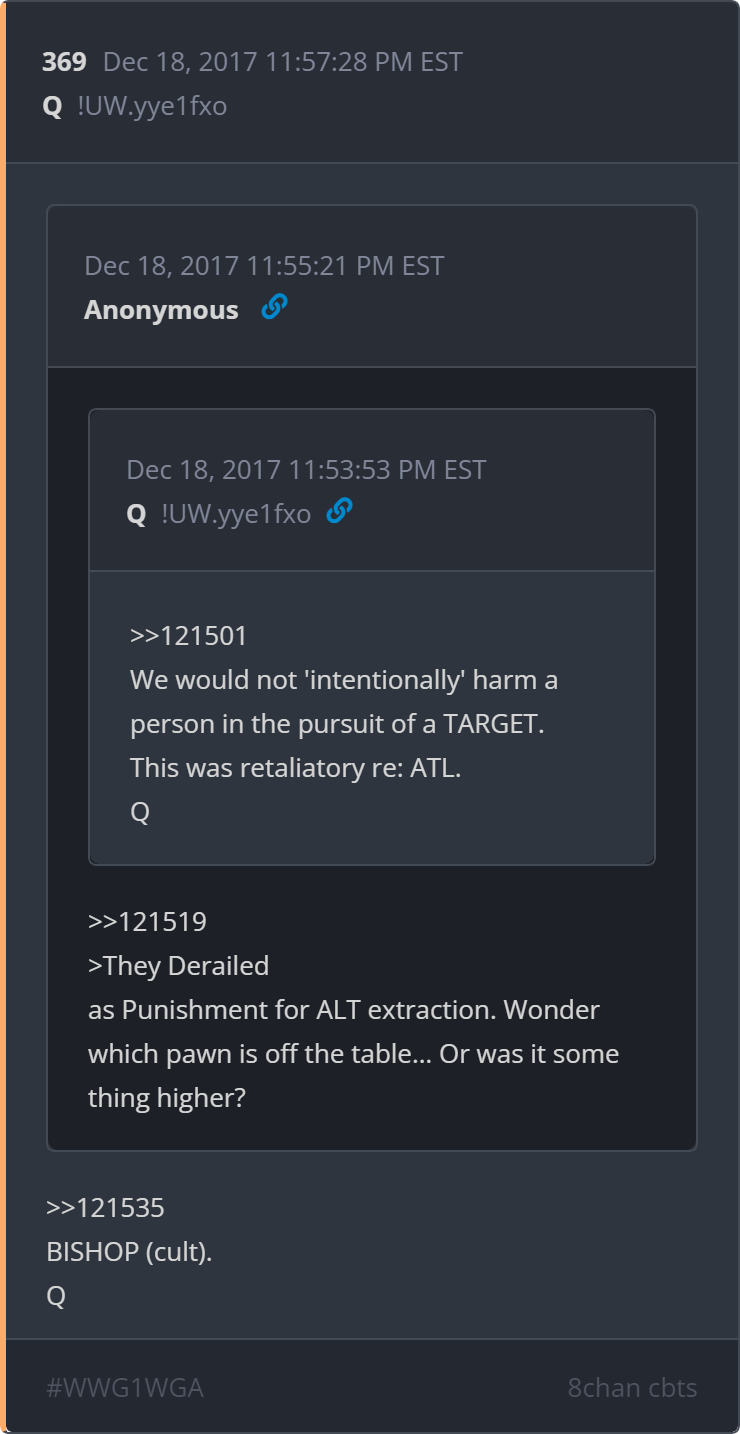 369 Dec 18, 2017 11:57:28 PM EST
Q !UW.yye1fxo
Dec 18, 2017 11:55:21 PM EST
Anonymous
Dec 18, 2017 11:53:53 PM EST
Q !UW.yye1fxo
>>121501
We would not 'intentionally' harm a
person in the pursuit of a TARGET.
This was retaliatory re: ATL.
Q
>>121519
>They Derailed
as Punishment for ALT extraction. Wonder
which pawn is off the table... Or was it some
thing higher?
>>121535
BISHOP (cult).
Q
#WWG1WGA 8chan cbts